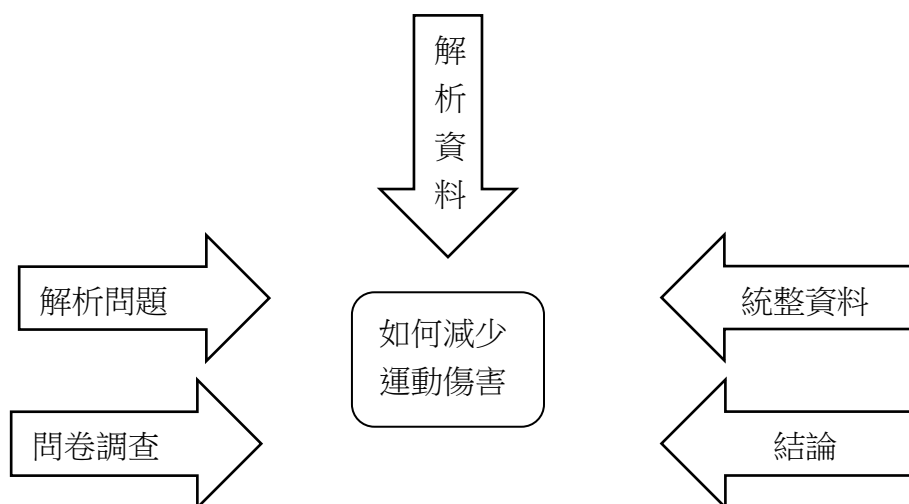 解析資料
解析問題
統整資料
如何減少
運動傷害
問卷調查
結論